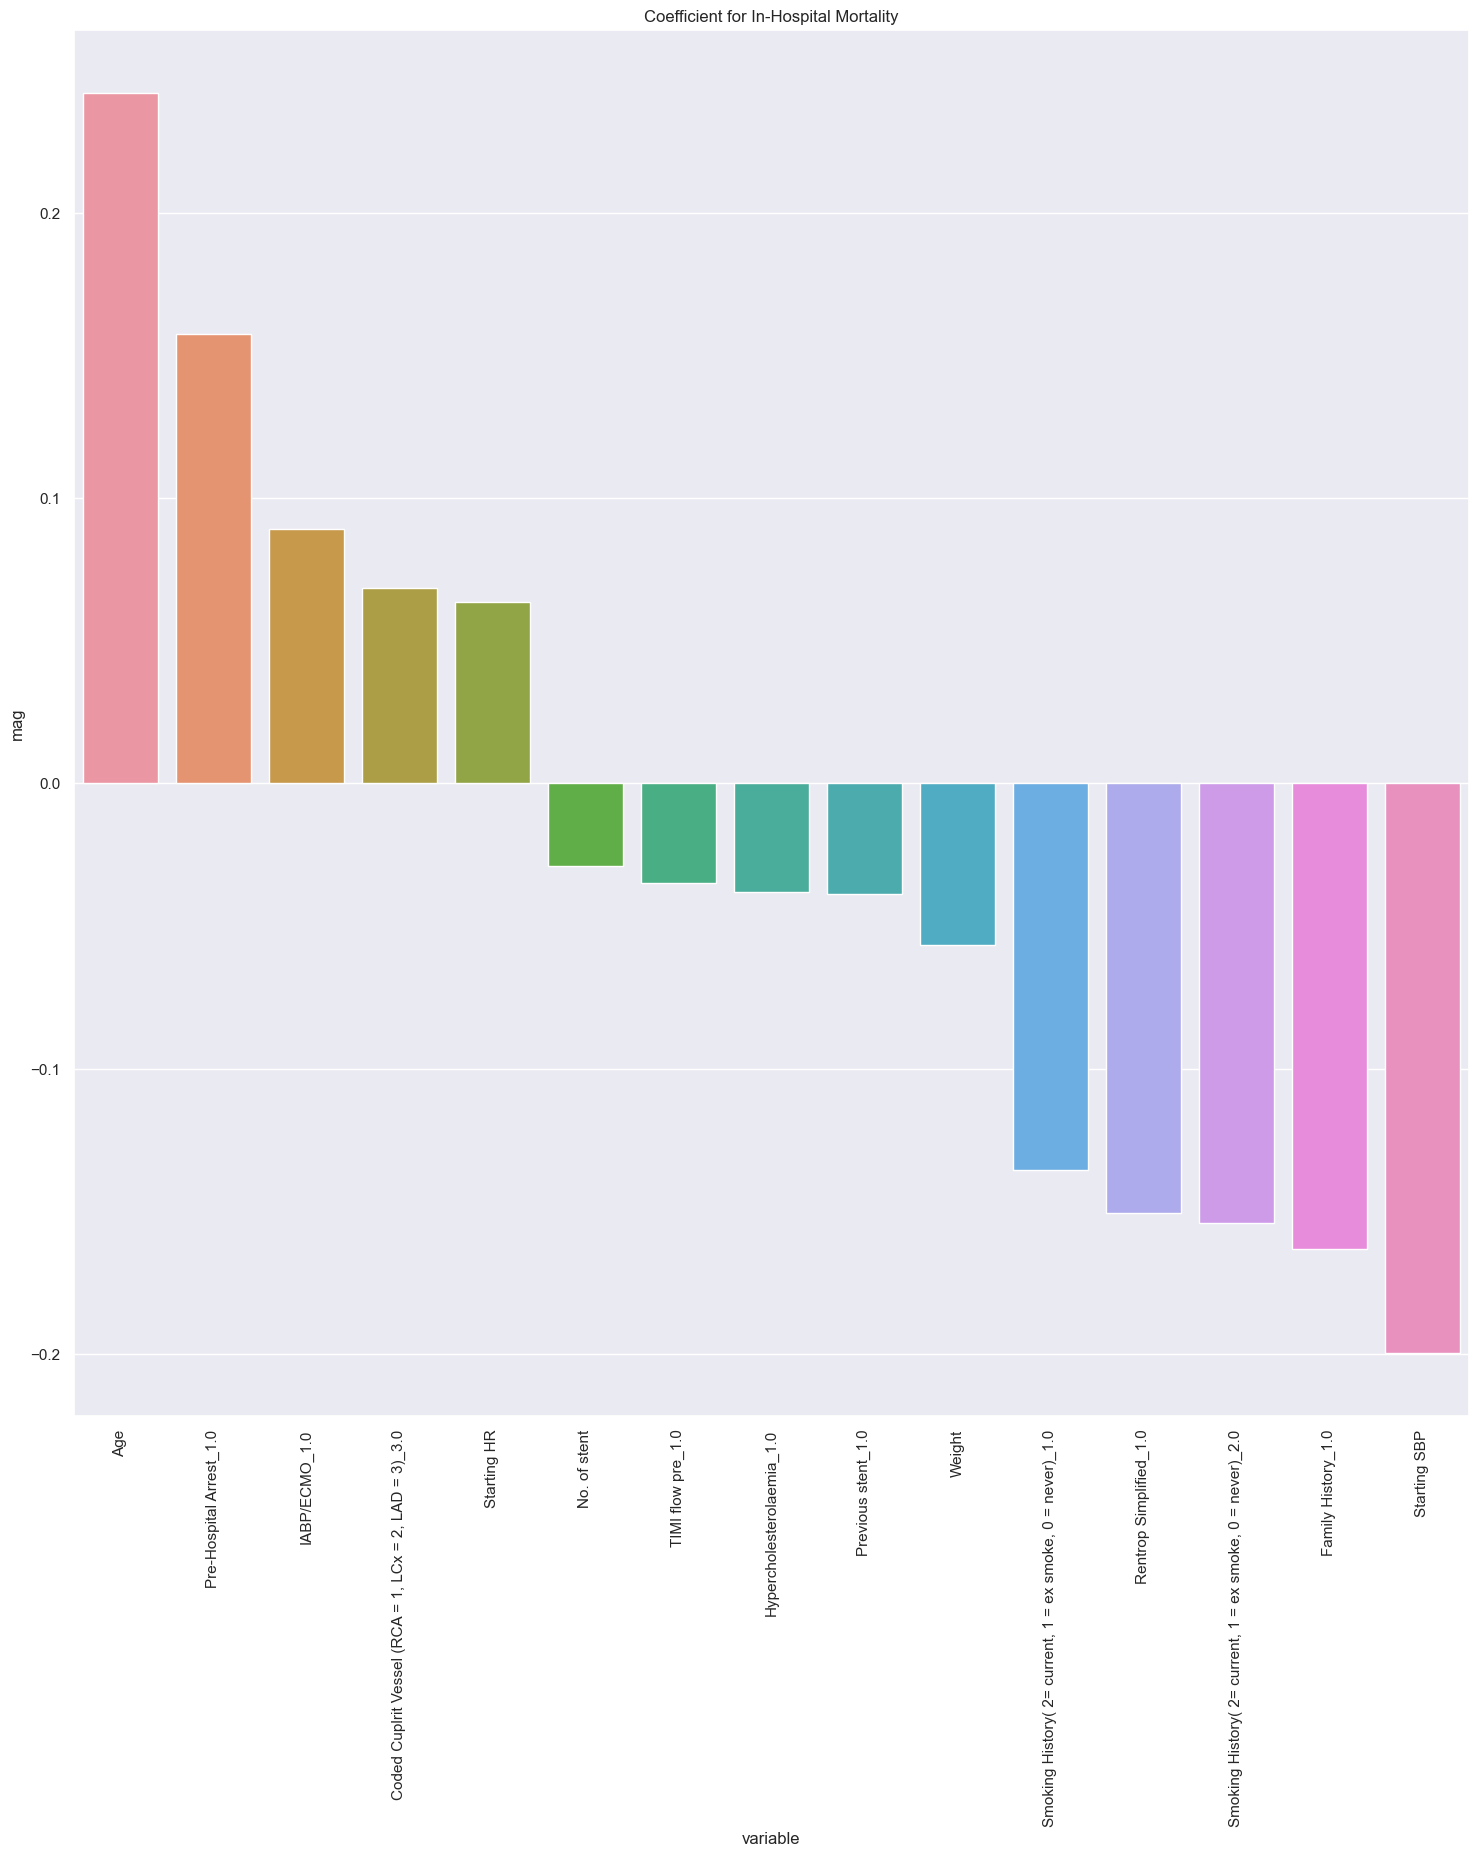 Coefficient for In-Hospital Mortality
mag
0.2
0.1
0.0
−0.1
−0.2
Age
Pre-Hospital Arrest_1.0
IABP/ECMO_1.0
Coded Cuplrit Vessel (RCA = 1, LCx = 2, LAD = 3)_3.0
Starting HR
No. of stent
TIMI flow pre_1.0
Hypercholesterolaemia_1.0
Previous stent_1.0
Weight
Smoking History( 2= current, 1 = ex smoke, 0 = never)_1.0
Rentrop Simplified_1.0
Smoking History( 2= current, 1 = ex smoke, 0 = never)_2.0
Family History_1.0
Starting SBP
variable